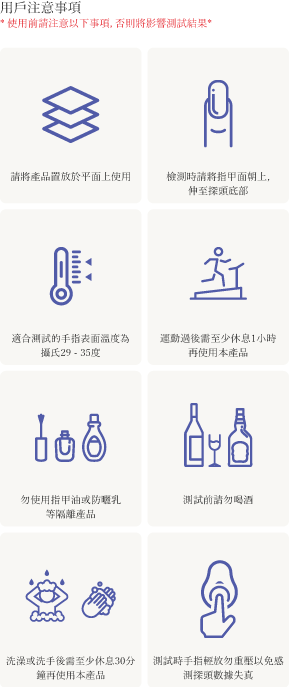 用戶注意事項
* 使用前請注意以下事項, 否則將影響測試結果*
請將產品置放於平面上使用
檢測時請將指甲面朝上,
伸至探頭底部
適合測試的手指表面溫度為
攝氏29 - 35度
運動過後需至少休息1小時
再使用本產品
勿使用指甲油或防曬乳
等隔離產品
測試前請勿喝酒
洗澡或洗手後需至少休息30分
鐘再使用本產品
測試時手指輕放勿重壓以免感
測探頭數據失真